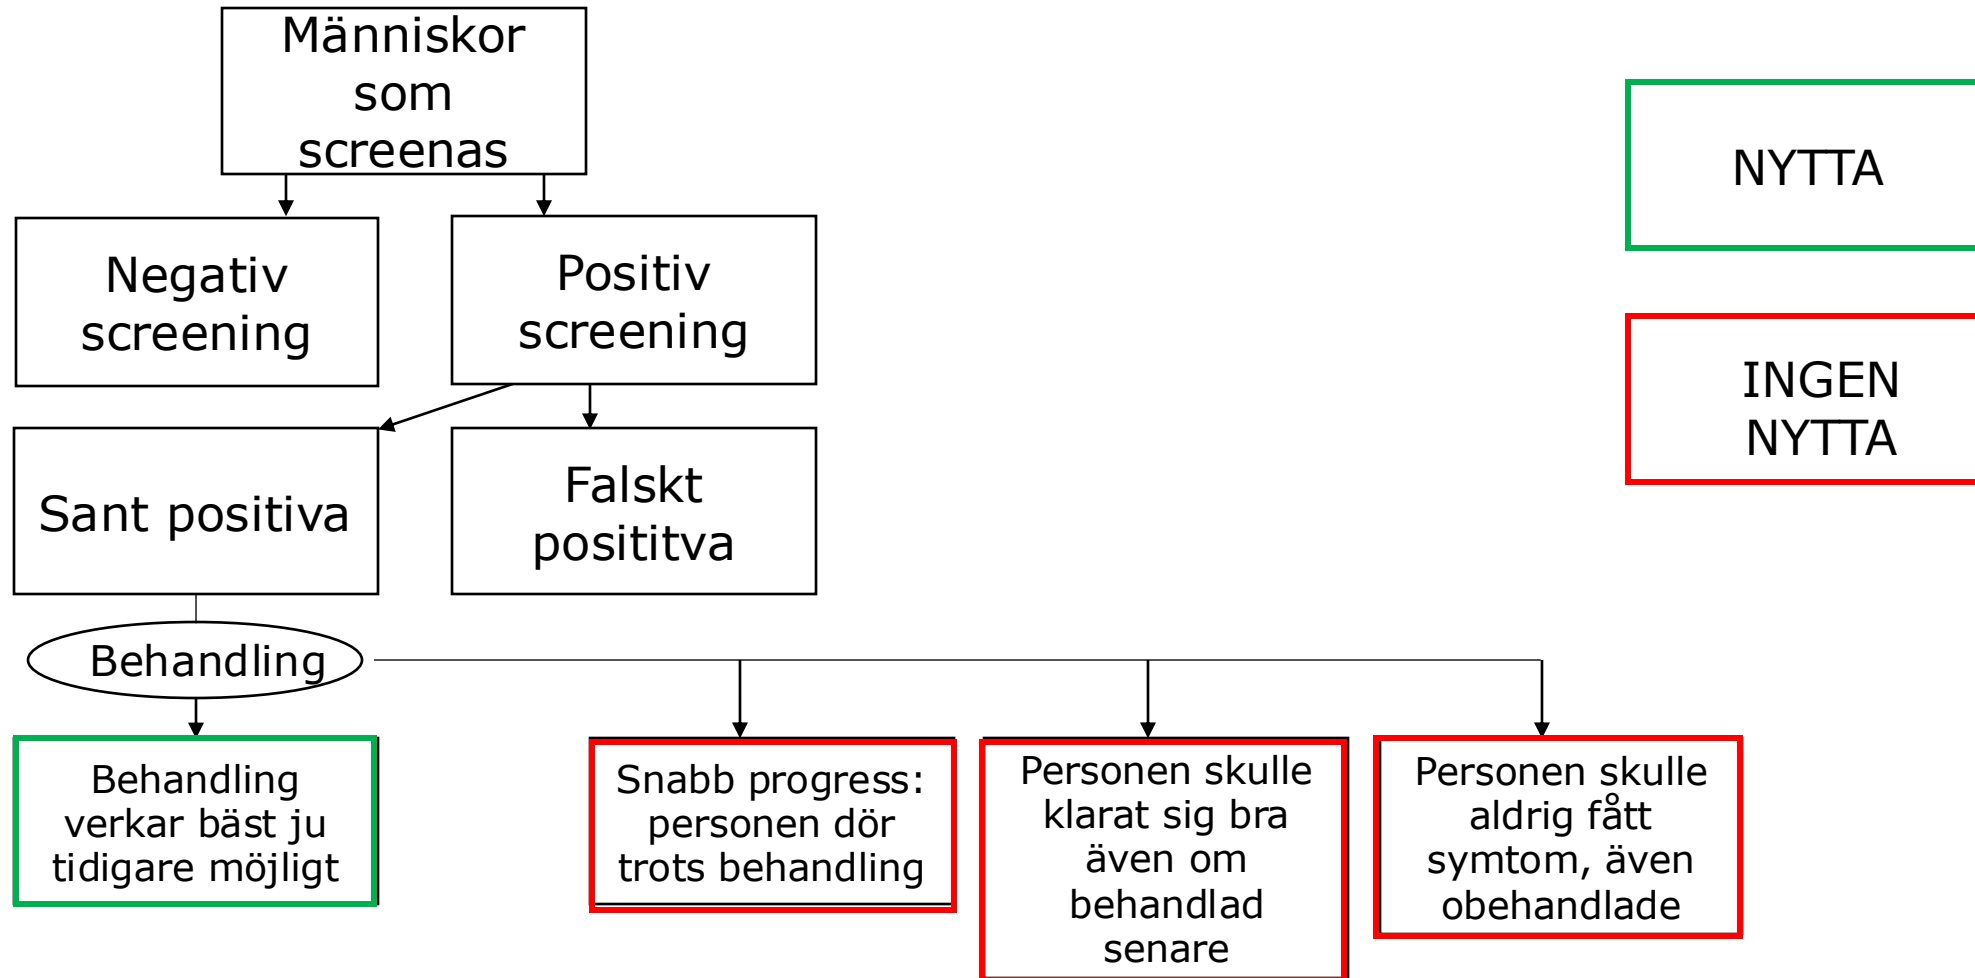 Människor
som
screenas
NYTTA
Negativ
screening
Positiv
screening
INGEN
NYTTA
Sant positiva
Falskt
posititva
Behandling
Behandling
verkar bäst ju
tidigare möjligt
Snabb progress:
personen dör
trots behandling
Personen skulle
klarat sig bra
även om
behandlad
senare
Personen skulle
aldrig fått
symtom, även
obehandlade